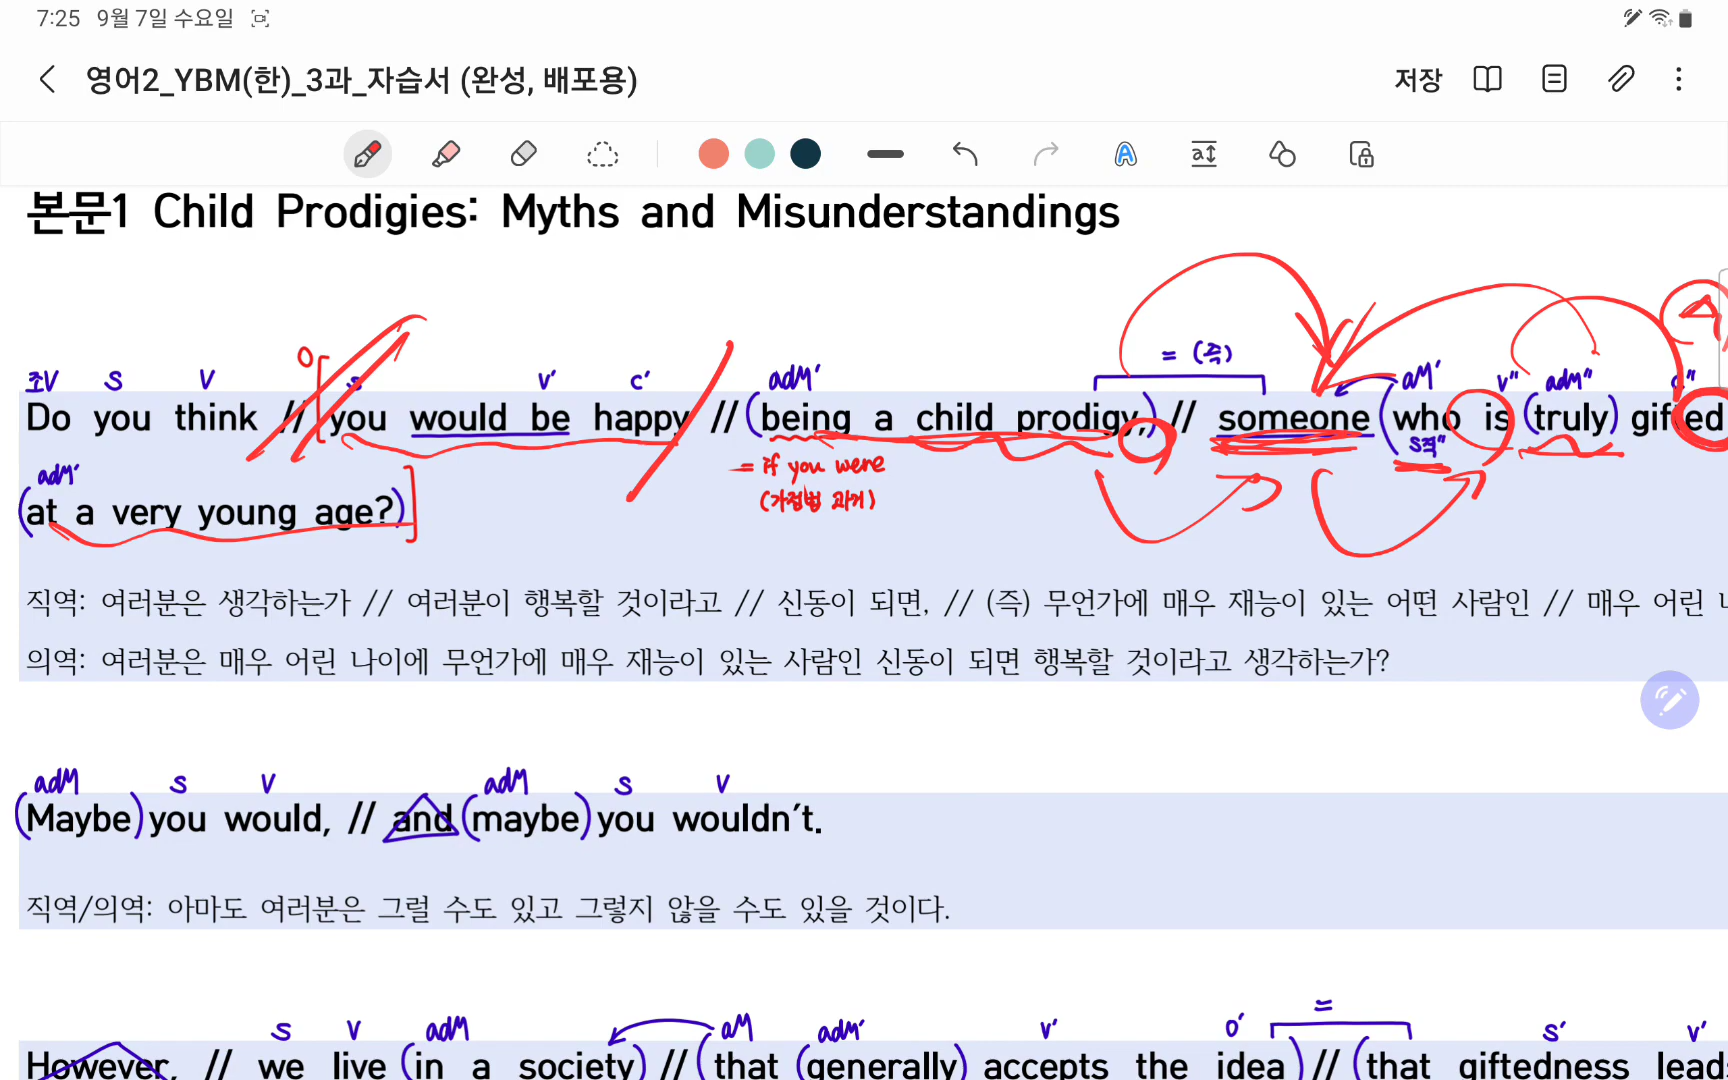 7:25 9월 7일 수요일
영어2_YBM(한)_3과_자습서 (완성, 배포용)
저장
본문1 Child Prodigies: Myths and Misunderstandings
= (즉)
조V S V O s v' c' adM' aM' v" adM" c"
Do you think // you would be happy // (being a child prodigy,) // someone (who is (truly) gifted
s격"
adM'
= if you were
(가정법 과거)
(at a very young age?)]
직역: 여러분은 생각하는가 // 여러분이 행복할 것이라고 // 신동이 되면, // (즉) 무언가에 매우 재능이 있는 어떤 사람인 // 매우 어린
의역: 여러분은 매우 어린 나이에 무언가에 매우 재능이 있는 사람인 신동이 되면 행복할 것이라고 생각하는가?
adM S V adM S V
(Maybe) you would, // and (maybe) you wouldn't.
직역/의역: 아마도 여러분은 그럴 수도 있고 그렇지 않을 수도 있을 것이다.
=
S V adM aM adM' v' o' s' v'
However, // we live (in a society) // (that (generally) accepts the idea) // (that giftedness lead